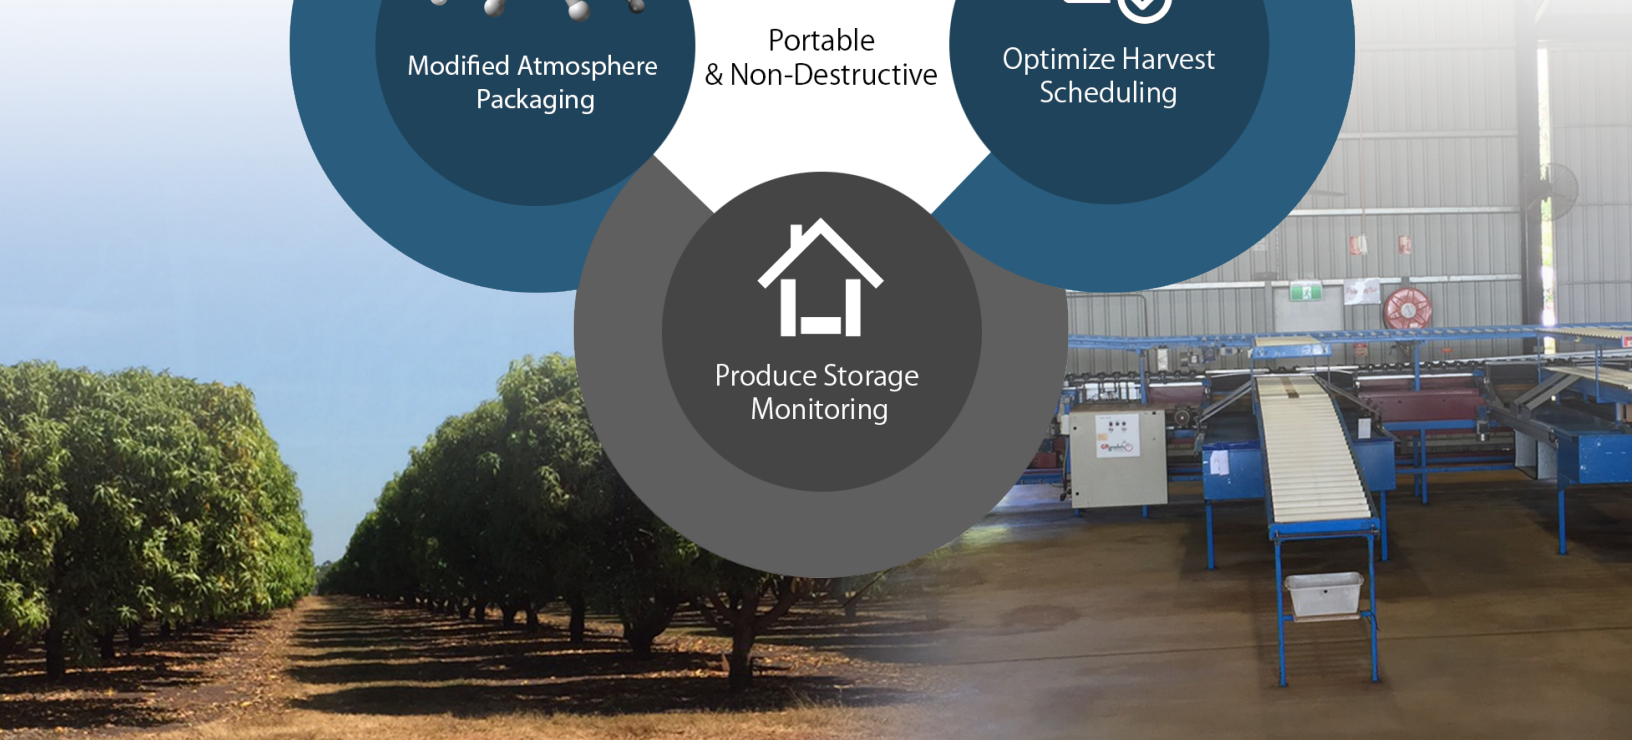 Portable
& Non-Destructive
Modified Atmosphere
Packaging
Optimize Harvest
Scheduling
Produce Storage
Monitoring